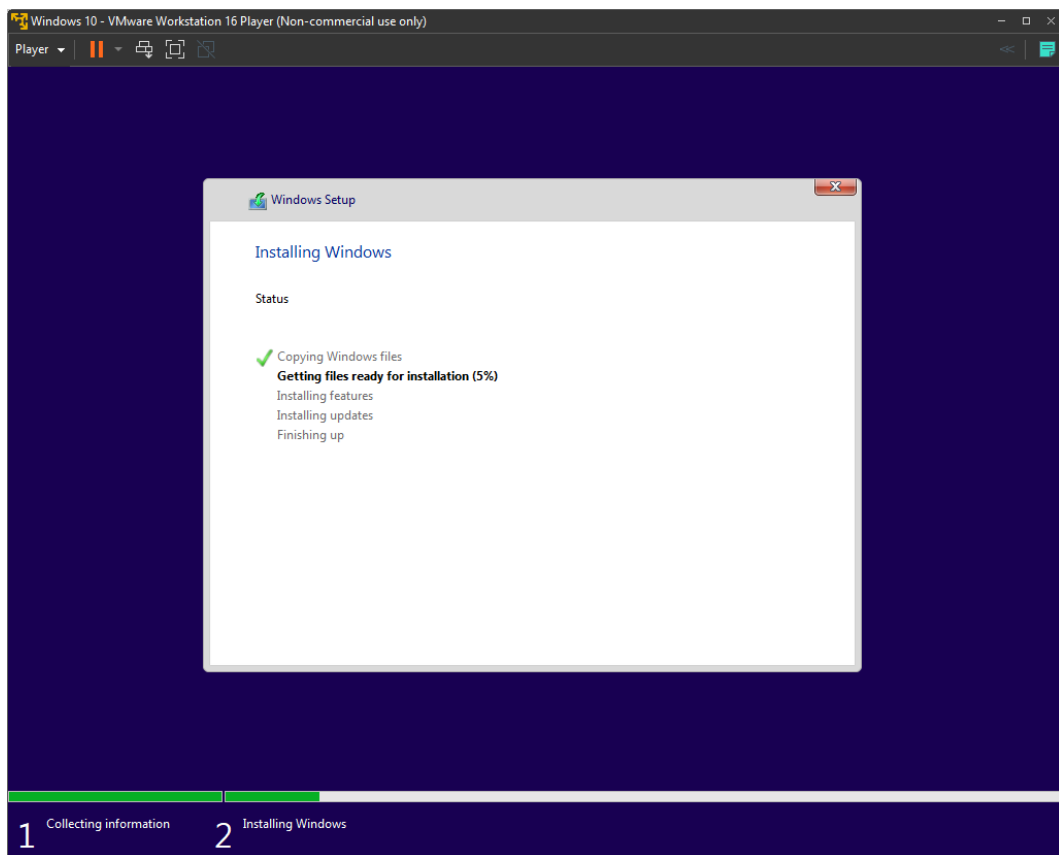 Windows 10 - VMware Workstation 16 Player (Non-commercial use only)
Player
Windows Setup
Installing Windows
Status
Copying Windows files
Getting files ready for installation (5%)
Installing features
Installing updates
Finishing up
1 Collecting information 2 Installing Windows